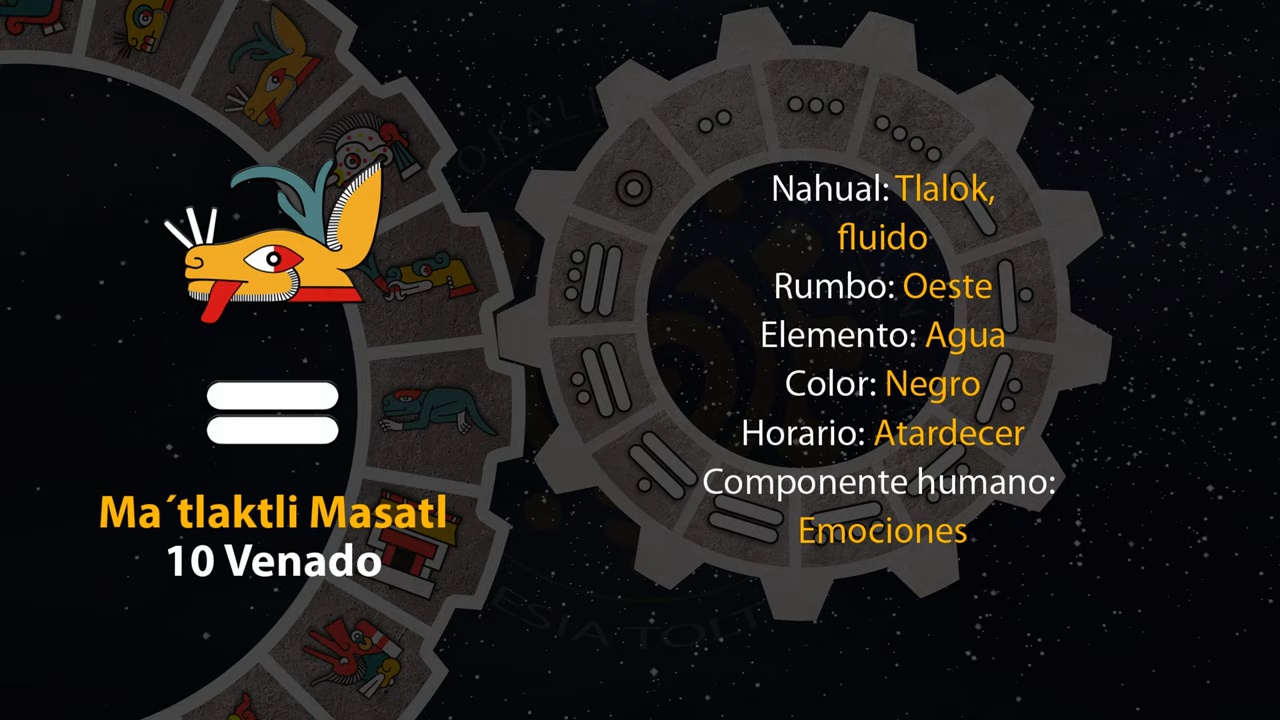 Ma´tlaktli Masatl
10 Venado
Nahual: Tlalok,
fluido
Rumbo: Oeste
Elemento: Agua
Color: Negro
Horario: Atardecer
Componente humano:
Emociones